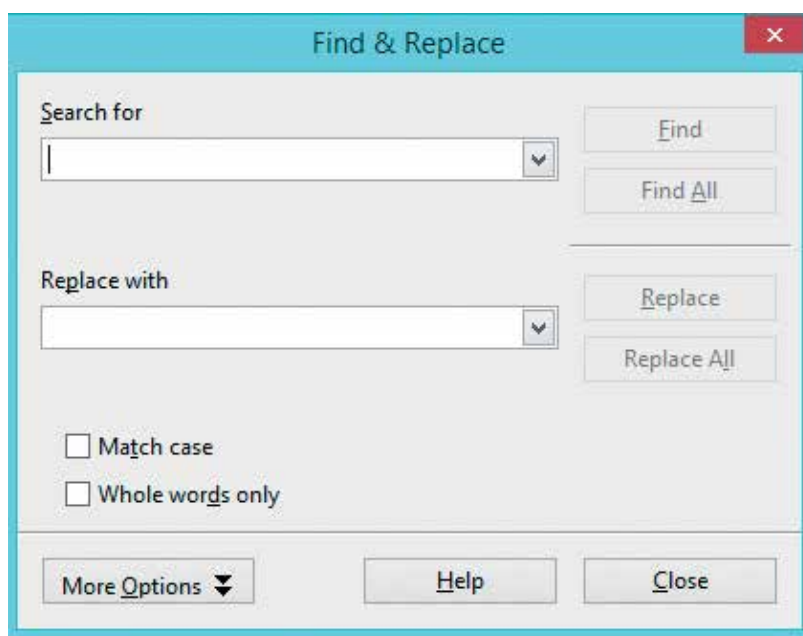 Find & Replace
Search for
Find
Find All
Replace with
Replace
Replace All
Match case
Whole words only
More Options
Help
Close